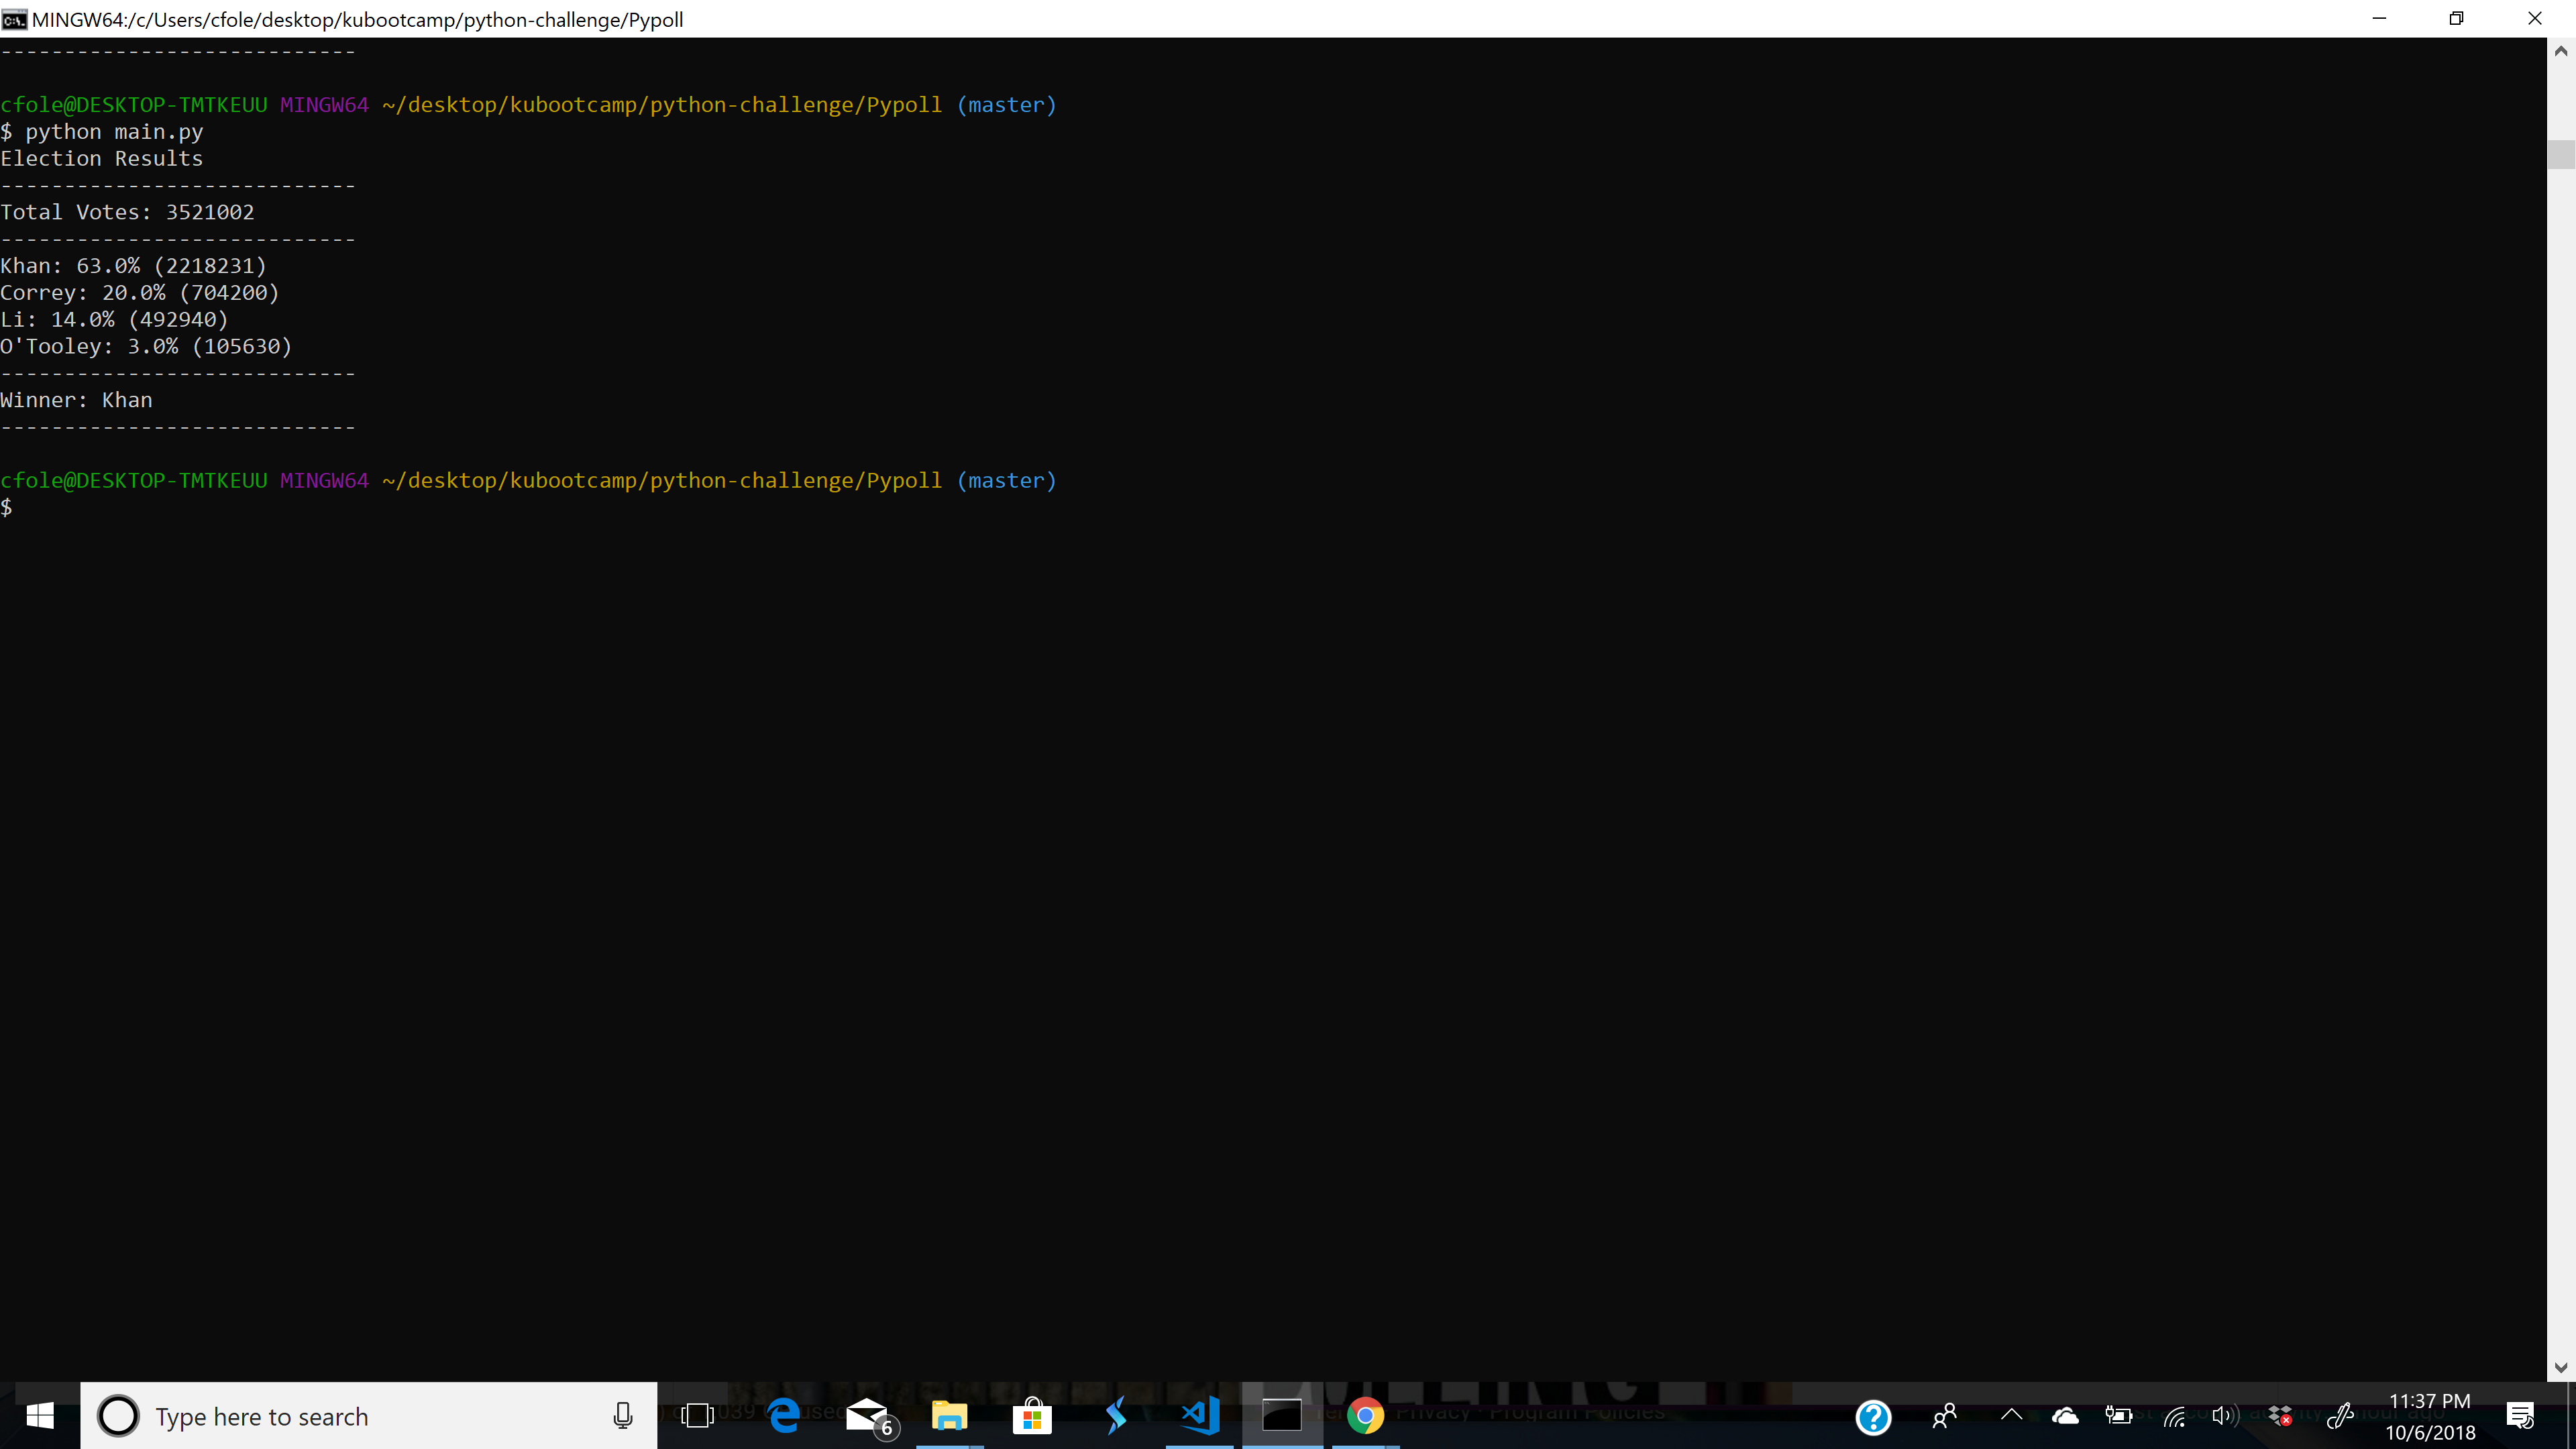 MINGW64:/c/Users/cfole/desktop/kubootcamp/python-challenge/Pypoll
----------------------------
cfole@DESKTOP-TMTKEUU MINGW64 ~/desktop/kubootcamp/python-challenge/Pypoll (master)
$ python main.py
Election Results
----------------------------
Total Votes: 3521002
----------------------------
Khan: 63.0% (2218231)
Correy: 20.0% (704200)
Li: 14.0% (492940)
O'Tooley: 3.0% (105630)
----------------------------
Winner: Khan
----------------------------
cfole@DESKTOP-TMTKEUU MINGW64 ~/desktop/kubootcamp/python-challenge/Pypoll (master)
$
Type here to search
6
Privacy · Program Policies
11:37 PM
10/6/2018